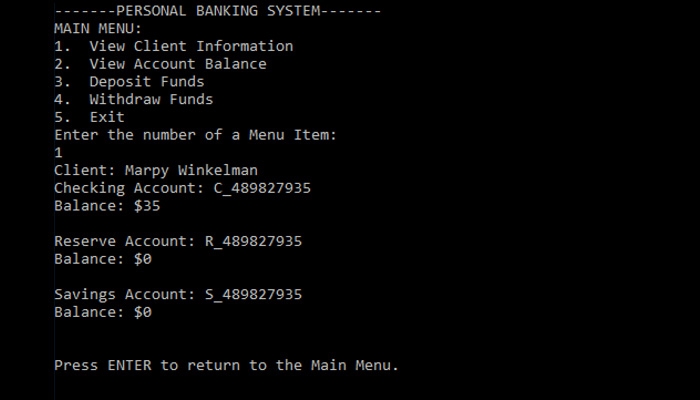 -------PERSONAL BANKING SYSTEM-------
MAIN MENU:
1.  View Client Information
2.  View Account Balance
3.  Deposit Funds
4.  Withdraw Funds
5.  Exit
Enter the number of a Menu Item:
1
Client: Marpy Winkelman
Checking Account: C_489827935
Balance: $35
Reserve Account: R_489827935
Balance: $0
Savings Account: S_489827935
Balance: $0
Press ENTER to return to the Main Menu.